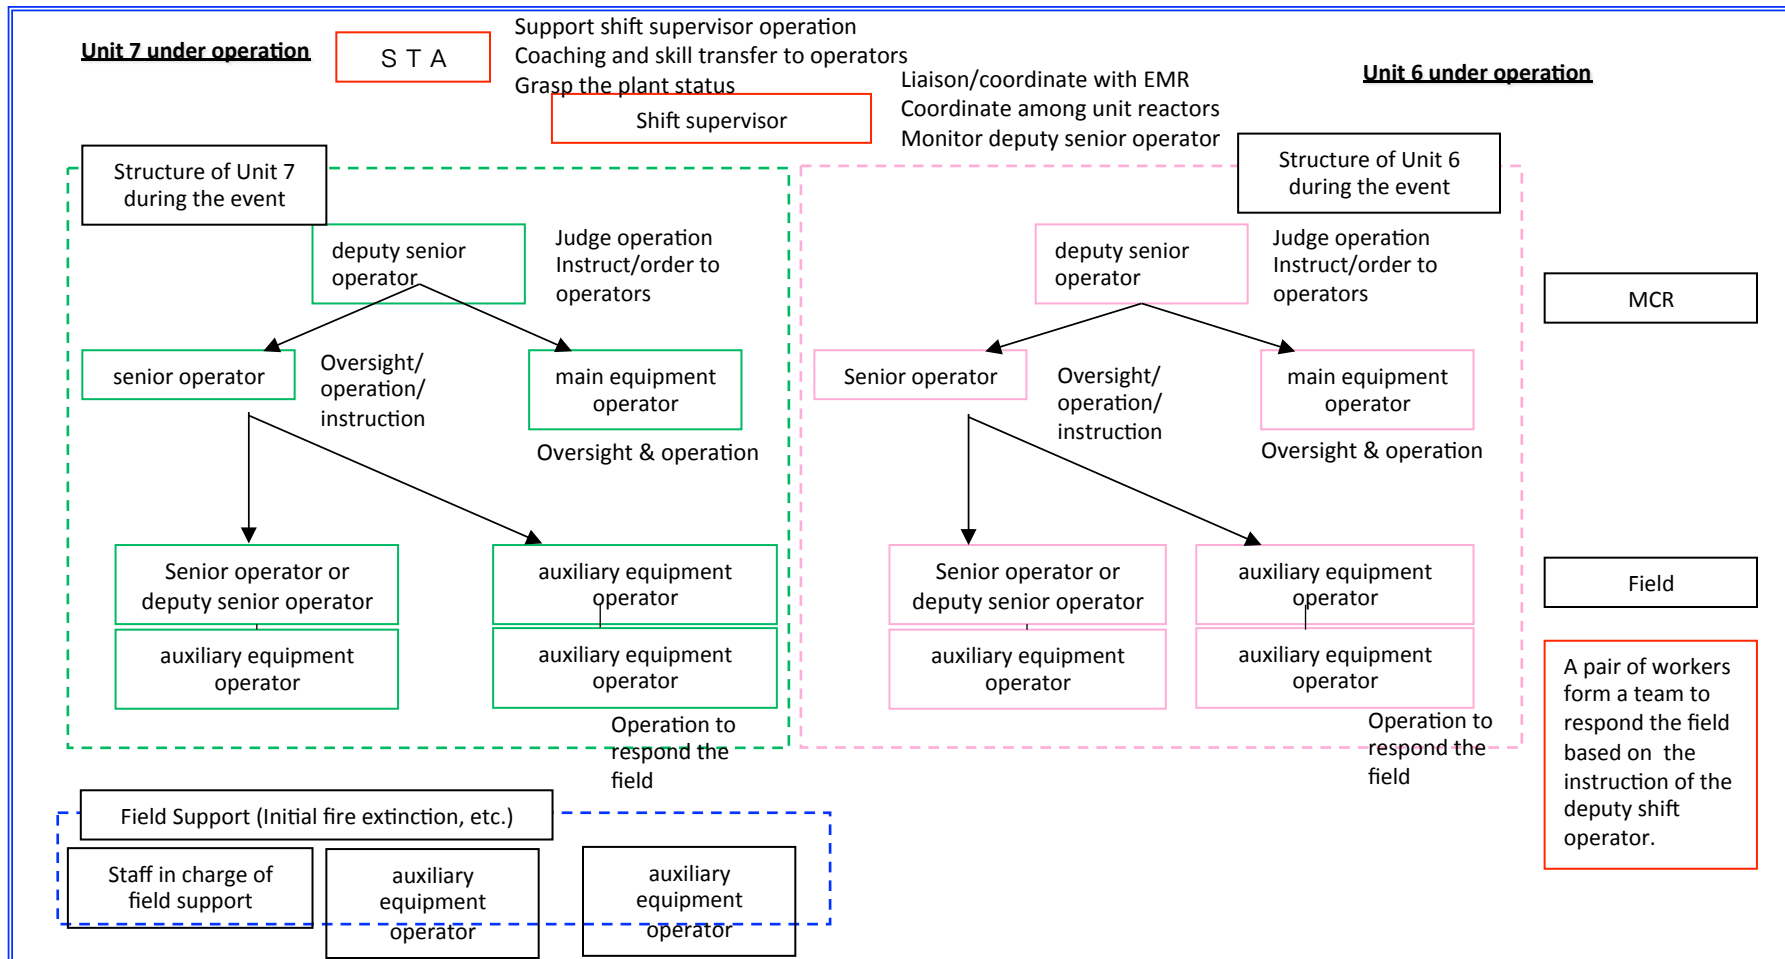 Unit 7 under operation
ＳＴＡ
Support shift supervisor operation
Coaching and skill transfer to operators
Grasp the plant status
Shift supervisor
Liaison/coordinate with EMR
Coordinate among unit reactors
Monitor deputy senior operator
Unit 6 under operation
Structure of Unit 7
during the event
deputy senior
operator
Judge operation
Instruct/order to
operators
senior operator
Oversight/
operation/
instruction
main equipment
operator
Oversight & operation
Senior operator or
deputy senior operator
auxiliary equipment
operator
auxiliary equipment
operator
auxiliary equipment
operator
Operation to
respond the
field
Structure of Unit 6
during the event
deputy senior
operator
Judge operation
Instruct/order to
operators
Senior operator
Oversight/
operation/
instruction
main equipment
operator
Oversight & operation
Senior operator or
deputy senior operator
auxiliary equipment
operator
auxiliary equipment
operator
auxiliary equipment
operator
Operation to
respond the
field
MCR
Field
A pair of workers
form a team to
respond the field
based on the
instruction of the
deputy shift
operator.
Field Support (Initial fire extinction, etc.)
Staff in charge of
field support
auxiliary
equipment
operator
auxiliary
equipment
operator